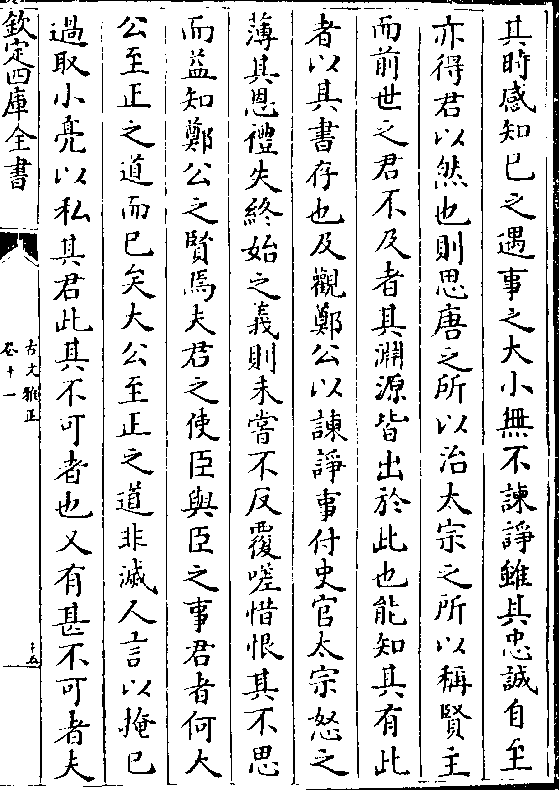 其時感知已之遇事之大小無不諫諍雖其忠誠自至
亦得君以然也則思唐之所以治太宗之所以稱賢主
而前世之君不及者其淵源皆出於此也能知其有此
者以其書存也及觀鄭公以諫諍事付史官太宗怒之
薄其恩禮失終始之義則未嘗不反覆嗟惜恨其不思
而益知鄭公之賢焉夫君之使臣與臣之事君者何大
公至正之道而已矣大公至正之道非滅人言以掩已
過取小亮以私其君此其不可者也又有甚不可者夫
欽定四庫全書
古文雅正
卷十一
十五